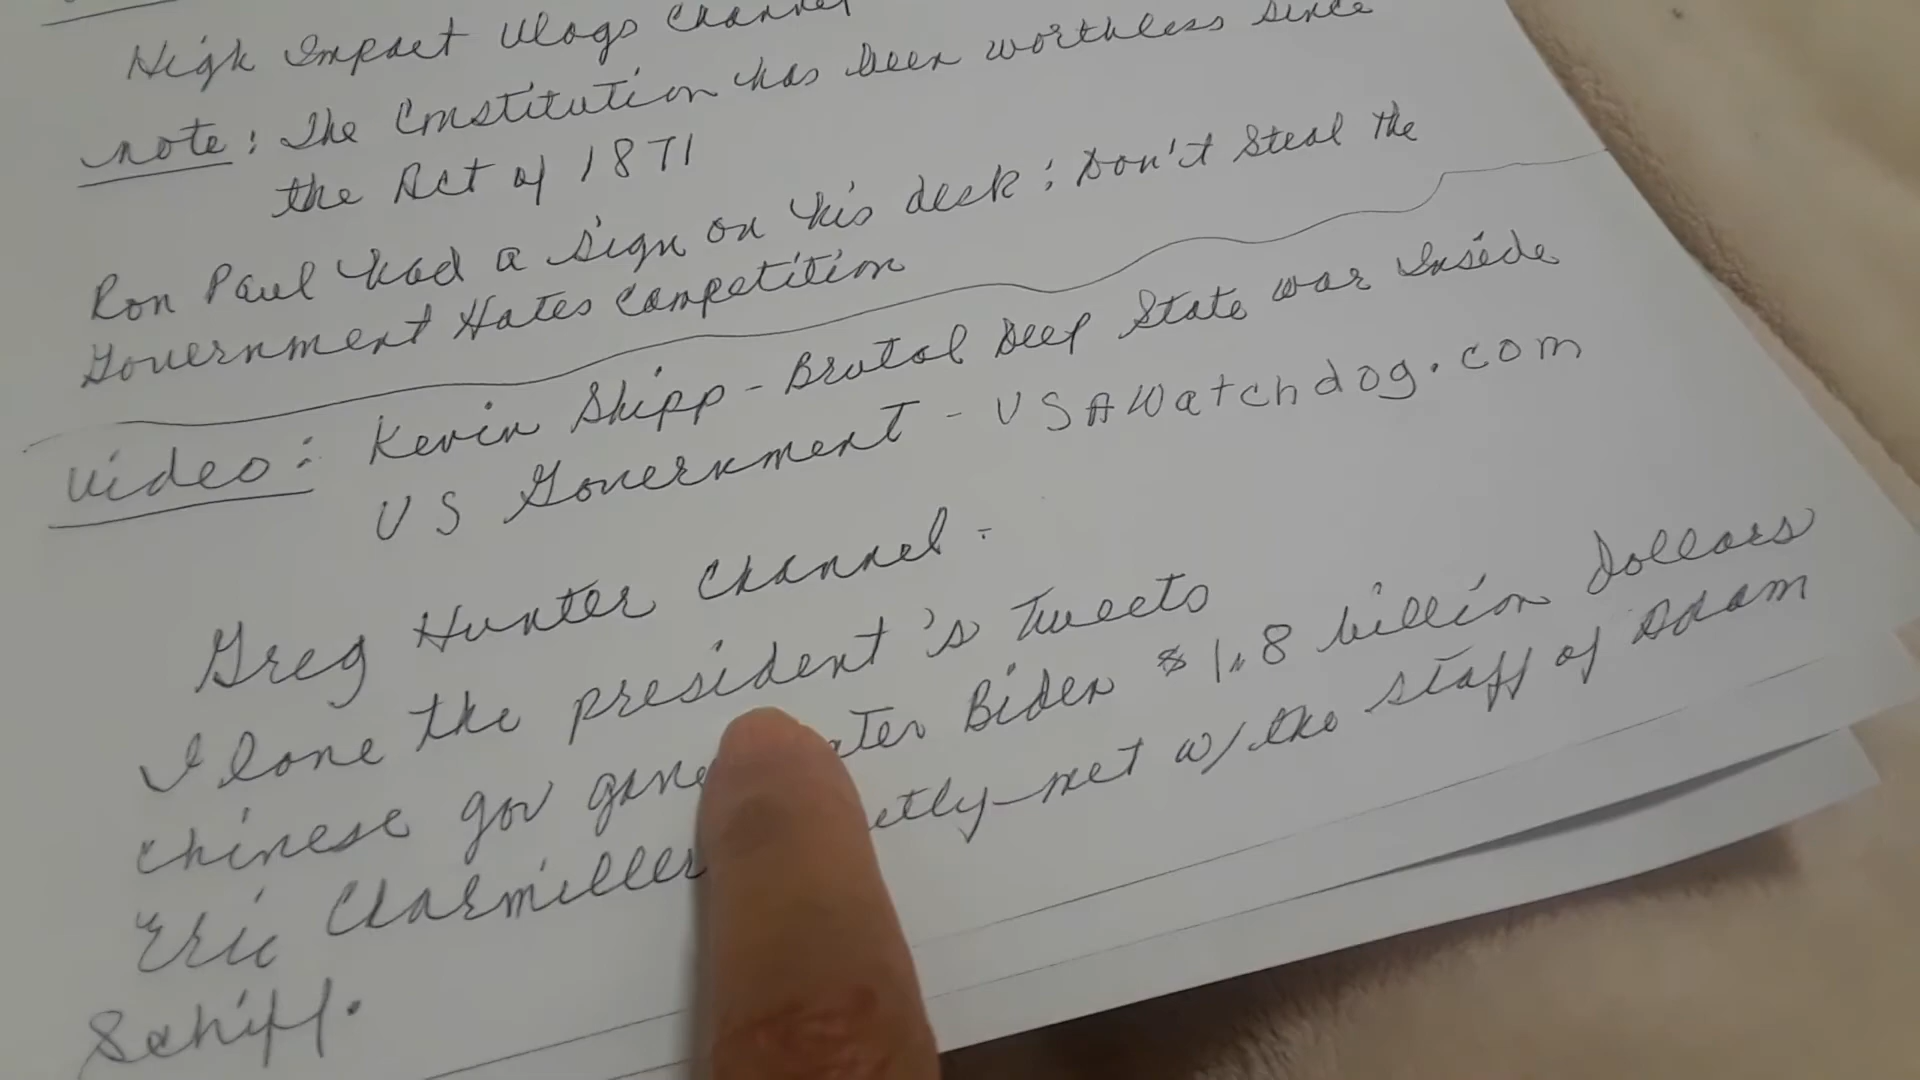 High Impact Vlogs Channel
Note: The Constitution has been worthless since
the Act of 1871
Ron Paul had a sign on his desk: Don't Steal the
Government Hates Competition
Video: Kevin Shipp - Brutal Deep State war Inside
US Government - USAWatchdog.com
Greg Hunter Channel -
I love the president's tweets
Chinese gov gave Biden $1.8 billion Dollars
Eric met w/ the staff of Adam
Schiff.